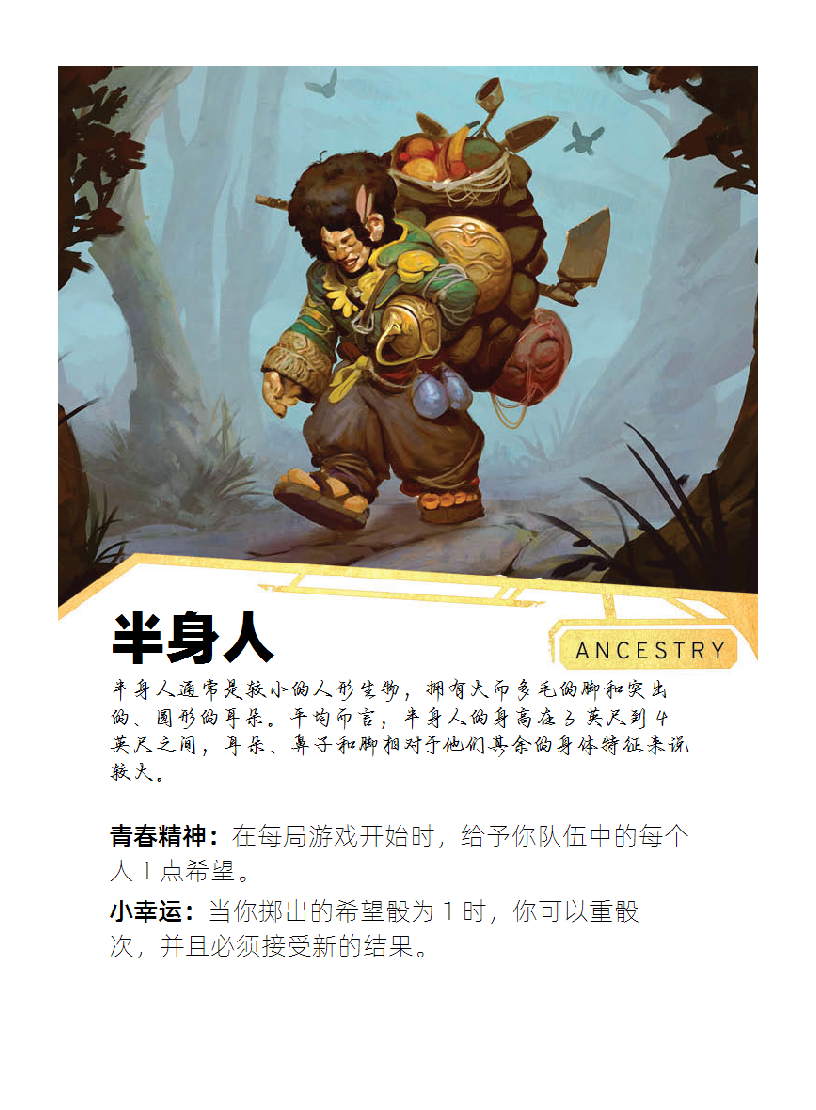 半身人
ANCESTRY
半身人通常是较小的人形生物，拥有大而多毛的脚和突出
的、圆形的耳朵。平均而言，半身人的身高在 3 英尺到 4
英尺之间，耳朵、鼻子和脚相对于他们其余的身体特征来说
较大。
青春精神：在每局游戏开始时，给予你队伍中的每个
人 1 点希望。
小幸运：当你掷出的希望骰为 1 时，你可以重骰
次，并且必须接受新的结果。